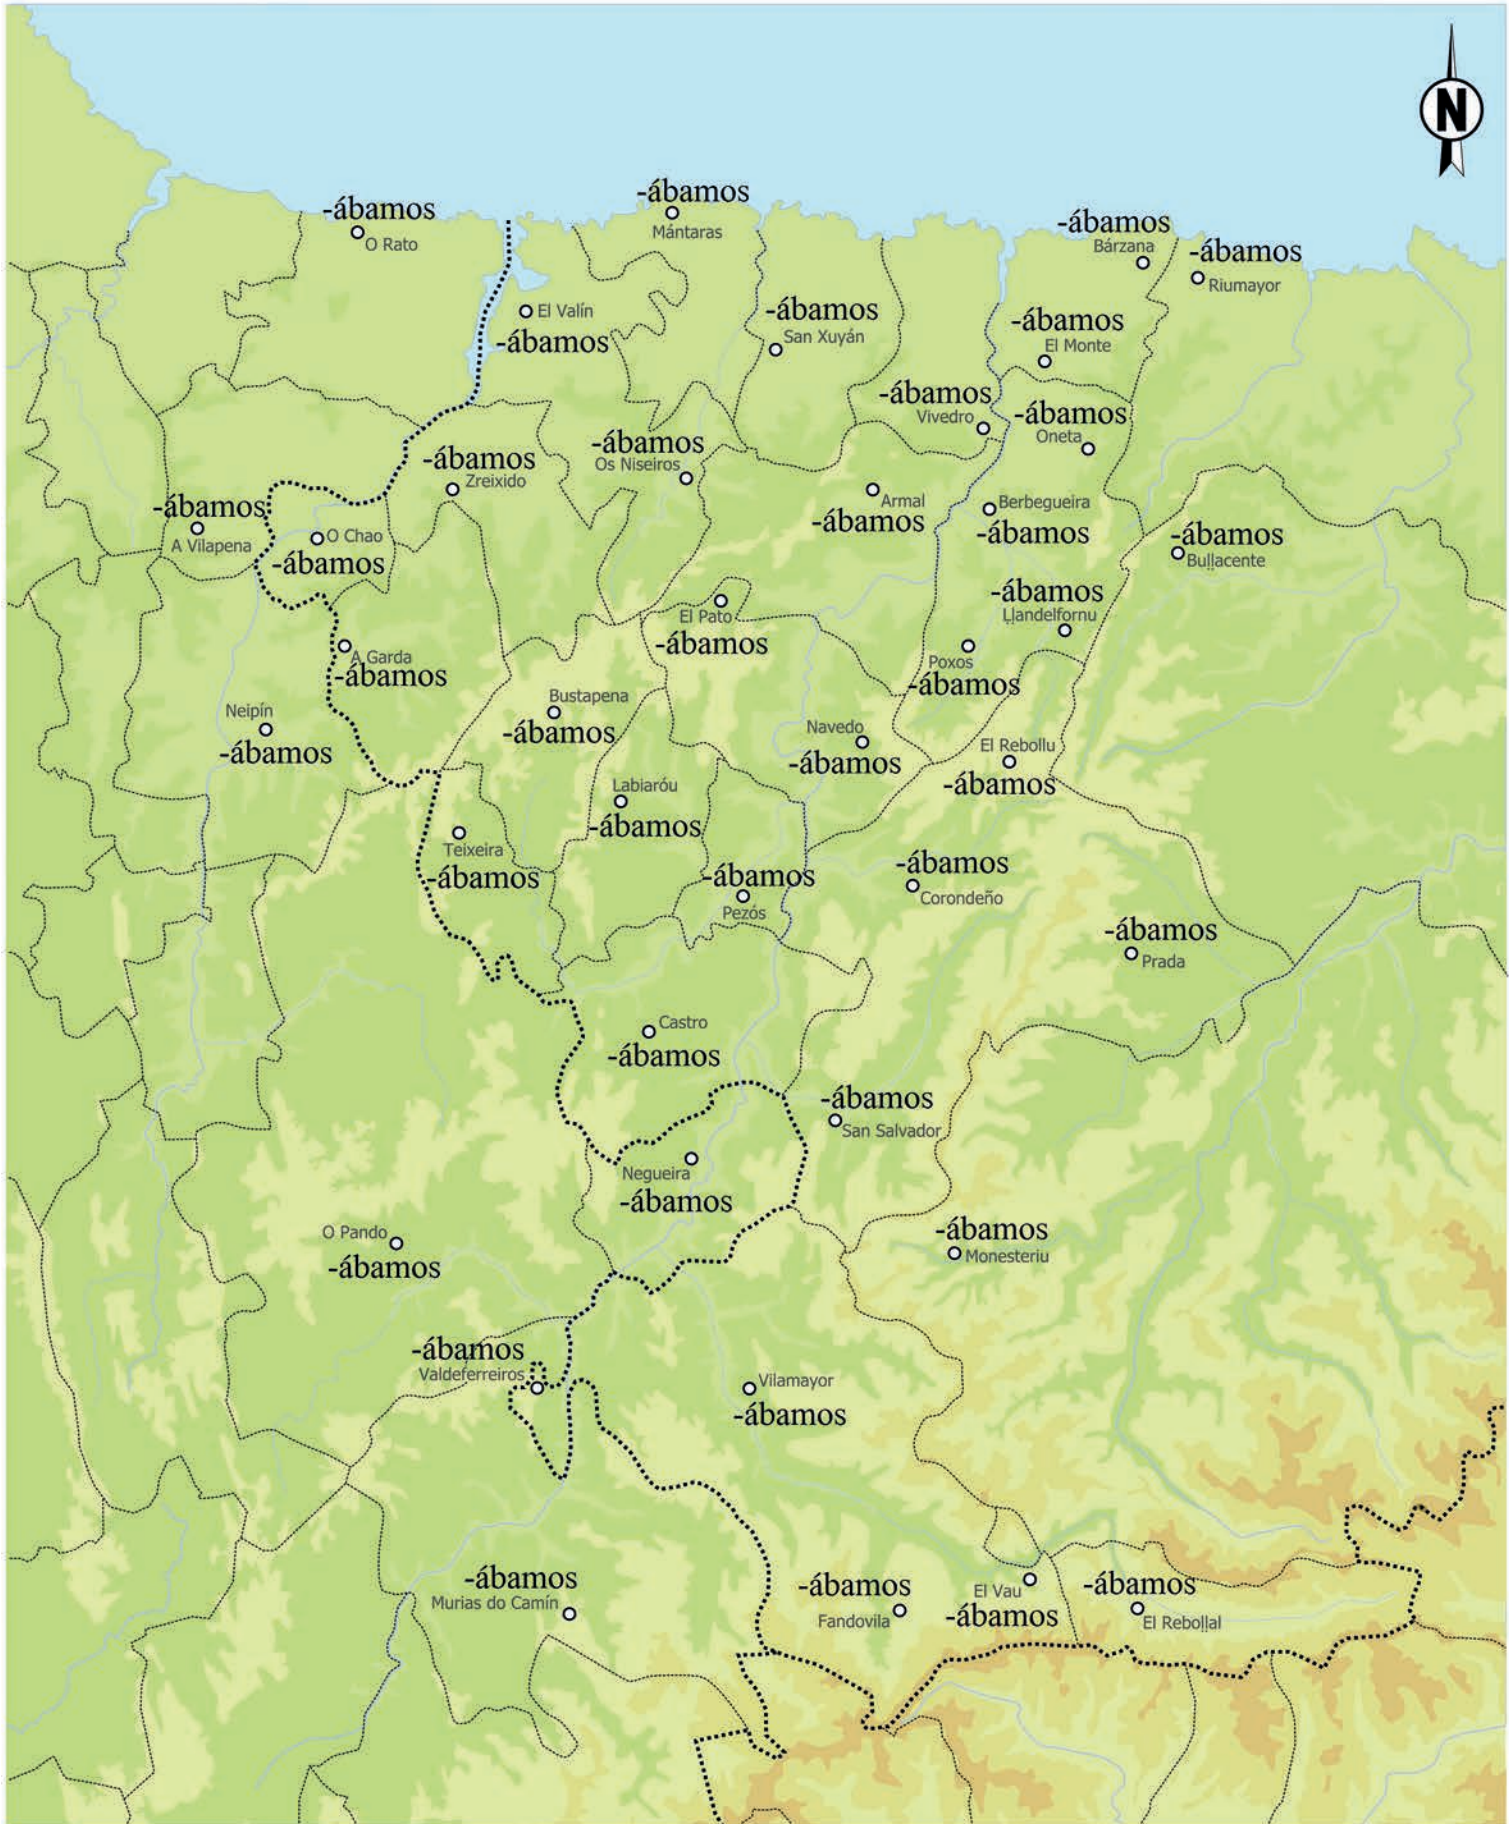 N
-ábamos
Mántaras
-ábamos
O Rato
-ábamos
Bárzana
-ábamos
Riumayor
El Valín
-ábamos
-ábamos
San Xuyán
-ábamos
El Monte
-ábamos
Vivedro
-ábamos
Oneta
-ábamos
Os Niseiros
-ábamos
Zreixido
Armal
-ábamos
Berbegueira
-ábamos
-ábamos
A Vilapena
O Chao
-ábamos
-ábamos
Buḷḷacente
-ábamos
Ḷḷandelfornu
El Pato
-ábamos
A Garda
-ábamos
Poxos
-ábamos
Bustapena
-ábamos
Neipín
-ábamos
Navedo
-ábamos
El Rebollu
-ábamos
Labiaróu
-ábamos
Teixeira
-ábamos
-ábamos
Pezós
-ábamos
Corondeño
-ábamos
Prada
Castro
-ábamos
-ábamos
San Salvador
Negueira
-ábamos
O Pando
-ábamos
-ábamos
Monesteriu
-ábamos
Valdeferreiros
Vilamayor
-ábamos
-ábamos
Murias do Camín
-ábamos
Fandovila
El Vau
-ábamos
-ábamos
El Reboḷḷal